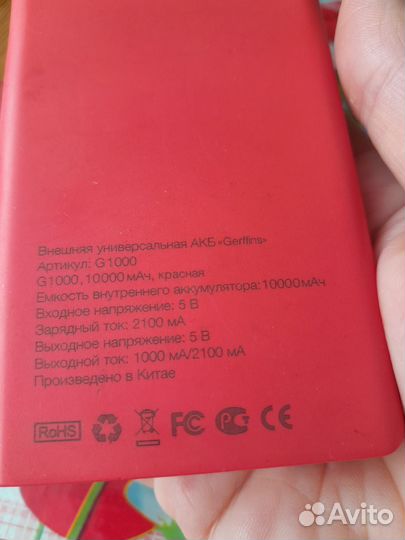 Внешняя универсальная АКБ «Gerffins»
Артикул: G1000
G1000, 10000 мАч, красная
Емкость внутреннего аккумулятора:10000мАч
Входное напряжение: 5 В
Зарядный ток: 2100 мА
Выходное напряжение: 5 В
Выходной ток: 1000 мА/2100 мА
Произведено в Китае
RoHS FC РСТ CE
Avito